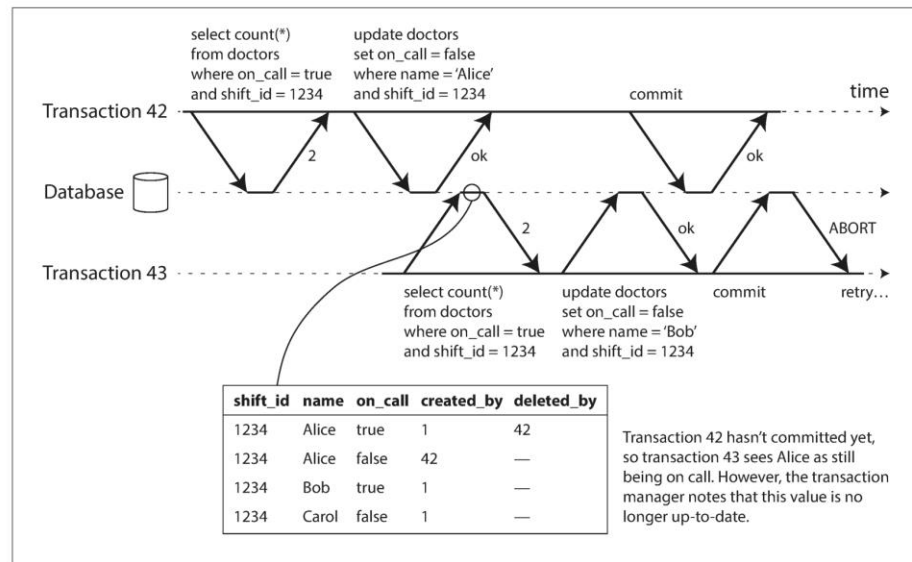 select count(*)
from doctors
where on_call = true
and shift_id = 1234
update doctors
set on_call = false
where name = ‘Alice’
and shift_id = 1234
commit
time
Transaction 42
2
ok
ok
Database
2
ok
ABORT
Transaction 43
select count(*)
from doctors
where on_call = true
and shift_id = 1234
update doctors
set on_call = false
where name = ‘Bob’
and shift_id = 1234
commit
retry…
shift_id name on_call created_by deleted_by
1234 Alice true 1 42
1234 Alice false 42 —
1234 Bob true 1 —
1234 Carol false 1 —
Transaction 42 hasn’t committed yet,
so transaction 43 sees Alice as still
being on call. However, the transaction
manager notes that this value is no
longer up-to-date.